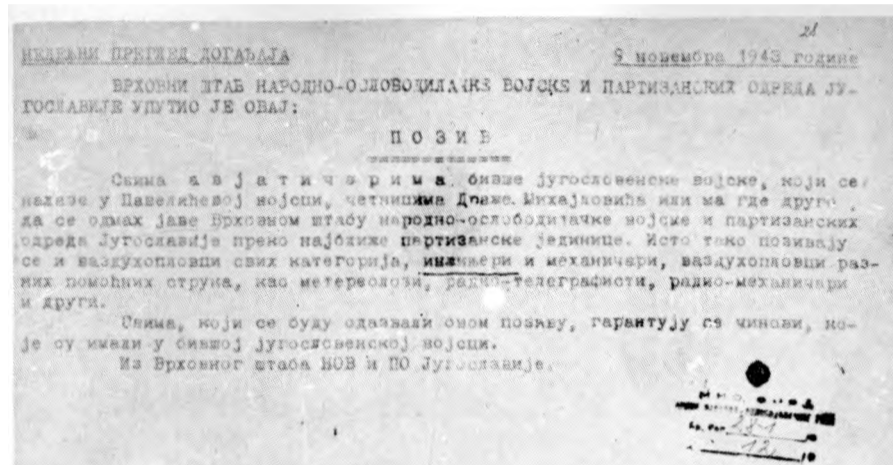 28
НЕДЕЉНИ ПРЕГЛЕД ДОГАЂАЈА 9 новембра 1943 године
ВРХОВНИ ШТАБ НАРОДНО-ОСЛОБОДИЛАЧКЕ ВОЈСКЕ И ПАРТИЗАНСКИХ ОДРЕДА ЈУ-
ГОСЛАВИЈЕ УПУТИО ЈЕ ОВАЈ:
П О З И В
Свима а в ј а т и ч а р и м а бивше југословенске војске, који се
налазе у Павелићевој војсци, четницима Драже Михајловића или ма где друго
да се одмах јаве Врховном штабу народно-ослободилачке војске и партизанских
одреда Југославије преко најближе партизанске јединице. Исто тако позивају
се и ваздухопловци свих категорија, инжњери и механичари, ваздухопловци раз-
них помоћних струка, као метереолози, радио-телеграфисти, радио-механичари
и други.
Свима, који се буду одазвали овом позиву, гарантују се чинови, ко-
је су имали у бившој југословенској војсци.
Из Врховног штаба НОВ и ПО Југославије.
281
12